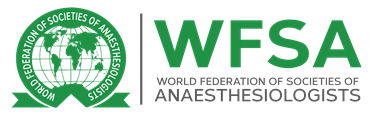 WORLD FEDERATION OF SOCIETIES OF ANAESTHESIOLOGISTS
WFSA
WORLD FEDERATION OF SOCIETIES OF
ANAESTHESIOLOGISTS